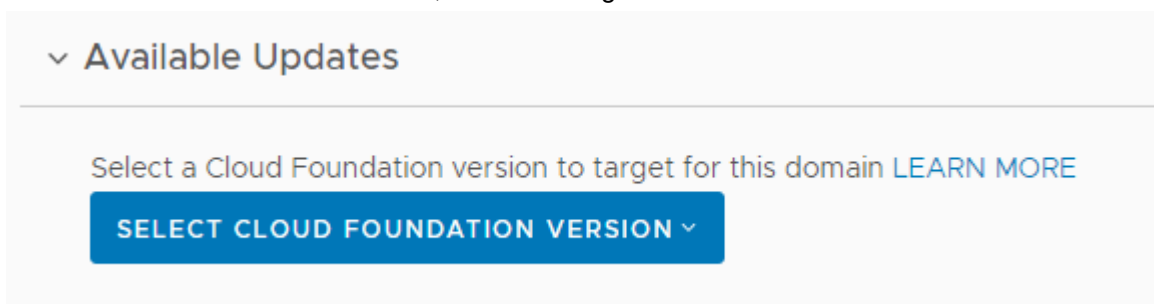 Available Updates
Select a Cloud Foundation version to target for this domain LEARN MORE
SELECT CLOUD FOUNDATION VERSION